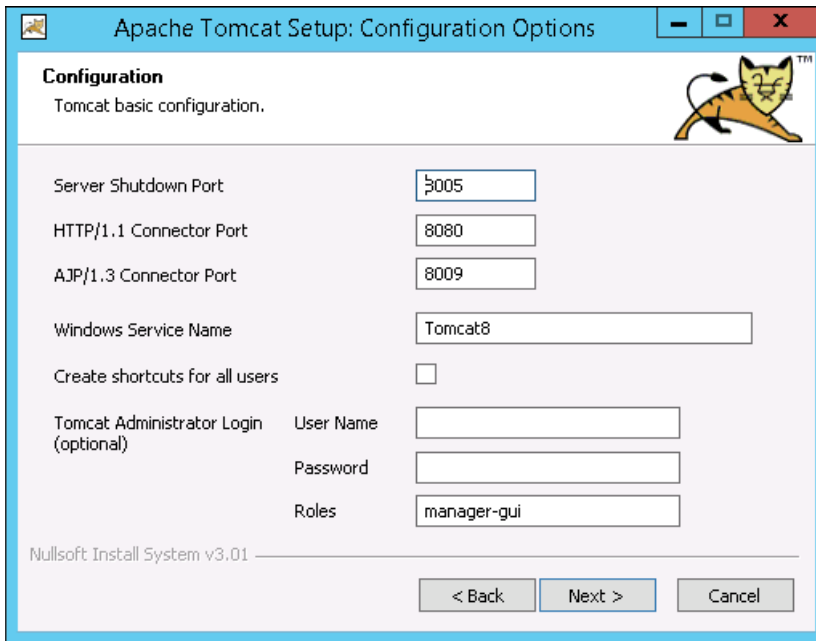 Apache Tomcat Setup: Configuration Options
Configuration
Tomcat basic configuration.
TM
Server Shutdown Port 8005
HTTP/1.1 Connector Port 8080
AJP/1.3 Connector Port 8009
Windows Service Name Tomcat8
Create shortcuts for all users
Tomcat Administrator Login User Name
(optional)
Password
Roles manager-gui
Nullsoft Install System v3.01
< Back Next > Cancel